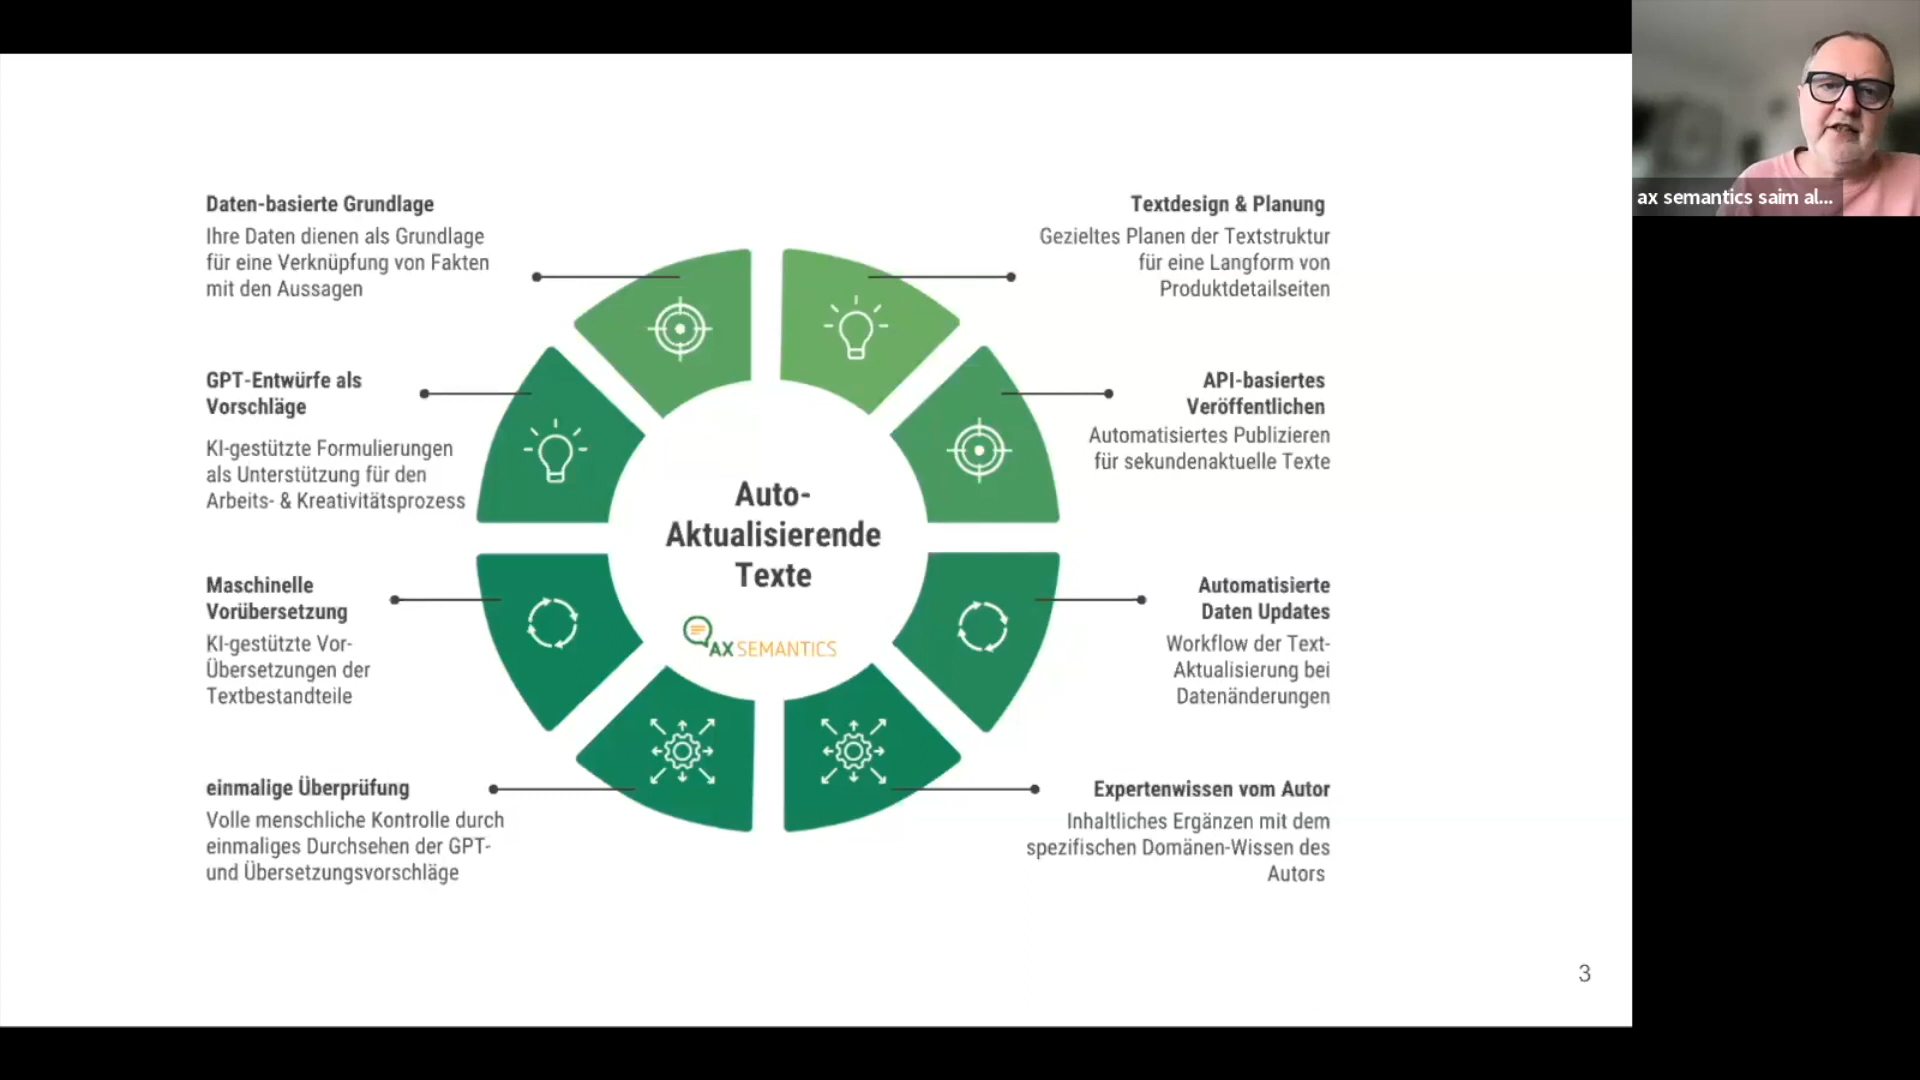 Daten-basierte Grundlage
Ihre Daten dienen als Grundlage
für eine Verknüpfung von Fakten
mit den Aussagen
GPT-Entwürfe als
Vorschläge
KI-gestützte Formulierungen
als Unterstützung für den
Arbeits- & Kreativitätsprozess
Maschinelle
Vorübersetzung
KI-gestützte Vor-
Übersetzungen der
Textbestandteile
einmalige Überprüfung
Volle menschliche Kontrolle durch
einmaliges Durchsehen der GPT-
und Übersetzungsvorschläge
Auto-
Aktualisierende
Texte
AX SEMANTICS
Textdesign & Planung
Gezieltes Planen der Textstruktur
für eine Langform von
Produktdetailseiten
API-basiertes
Veröffentlichen
Automatisiertes Publizieren
für sekundenaktuelle Texte
Automatisierte
Daten Updates
Workflow der Text-
Aktualisierung bei
Datenänderungen
Expertenwissen vom Autor
Inhaltliches Ergänzen mit dem
spezifischen Domänen-Wissen des
Autors
3
ax semantics saim al...